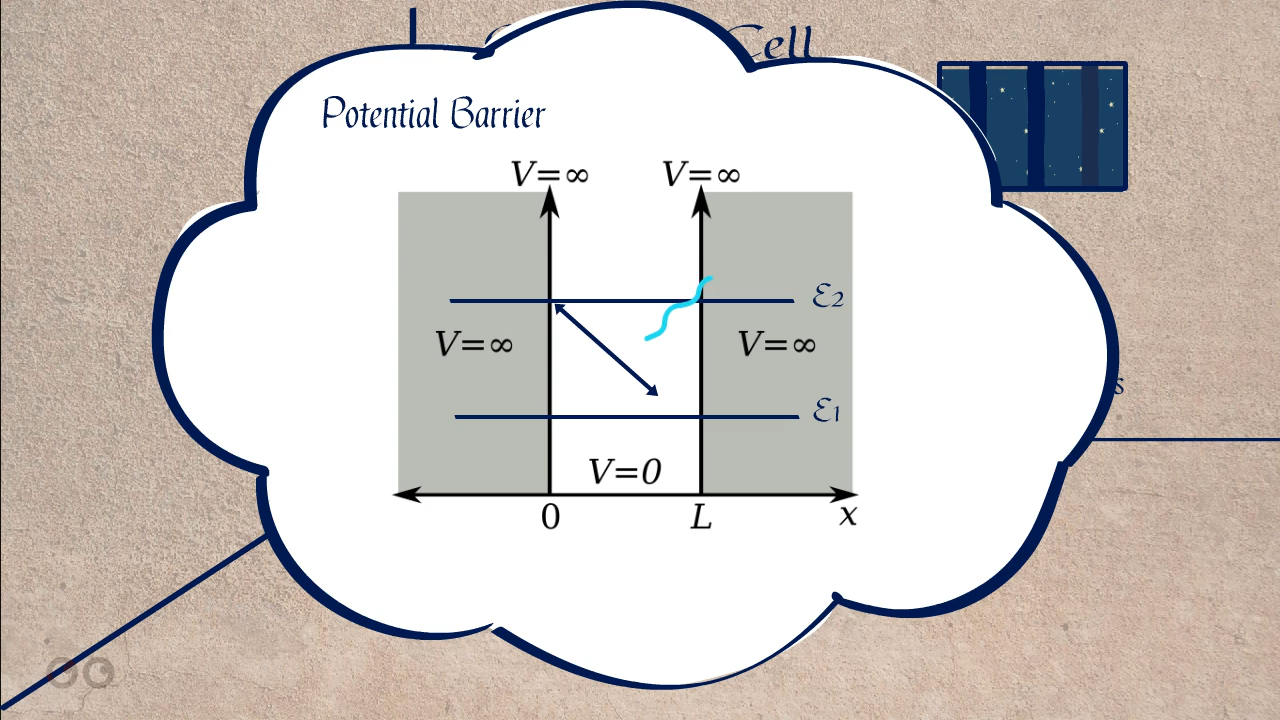 Cell
Potential Barrier
V=∞ V=∞
ℰ2
V=∞ V=∞
ℰ1
V=0
0 L x